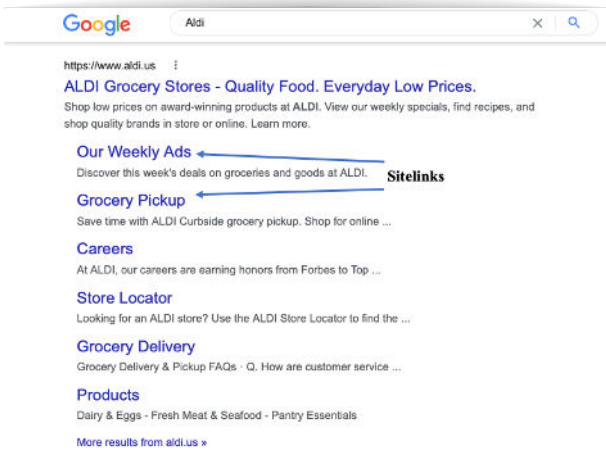 Google
Aldi
https://www.aldi.us
ALDI Grocery Stores - Quality Food. Everyday Low Prices.
Shop low prices on award-winning products at ALDI. View our weekly specials, find recipes, and
shop quality brands in store or online. Learn more.
Our Weekly Ads
Discover this week's deals on groceries and goods at ALDI.
Sitelinks
Grocery Pickup
Save time with ALDI Curbside grocery pickup. Shop for online ...
Careers
At ALDI, our careers are earning honors from Forbes to Top ...
Store Locator
Looking for an ALDI store? Use the ALDI Store Locator to find the ...
Grocery Delivery
Grocery Delivery & Pickup FAQs · Q. How are customer service ...
Products
Dairy & Eggs - Fresh Meat & Seafood - Pantry Essentials
More results from aldi.us »